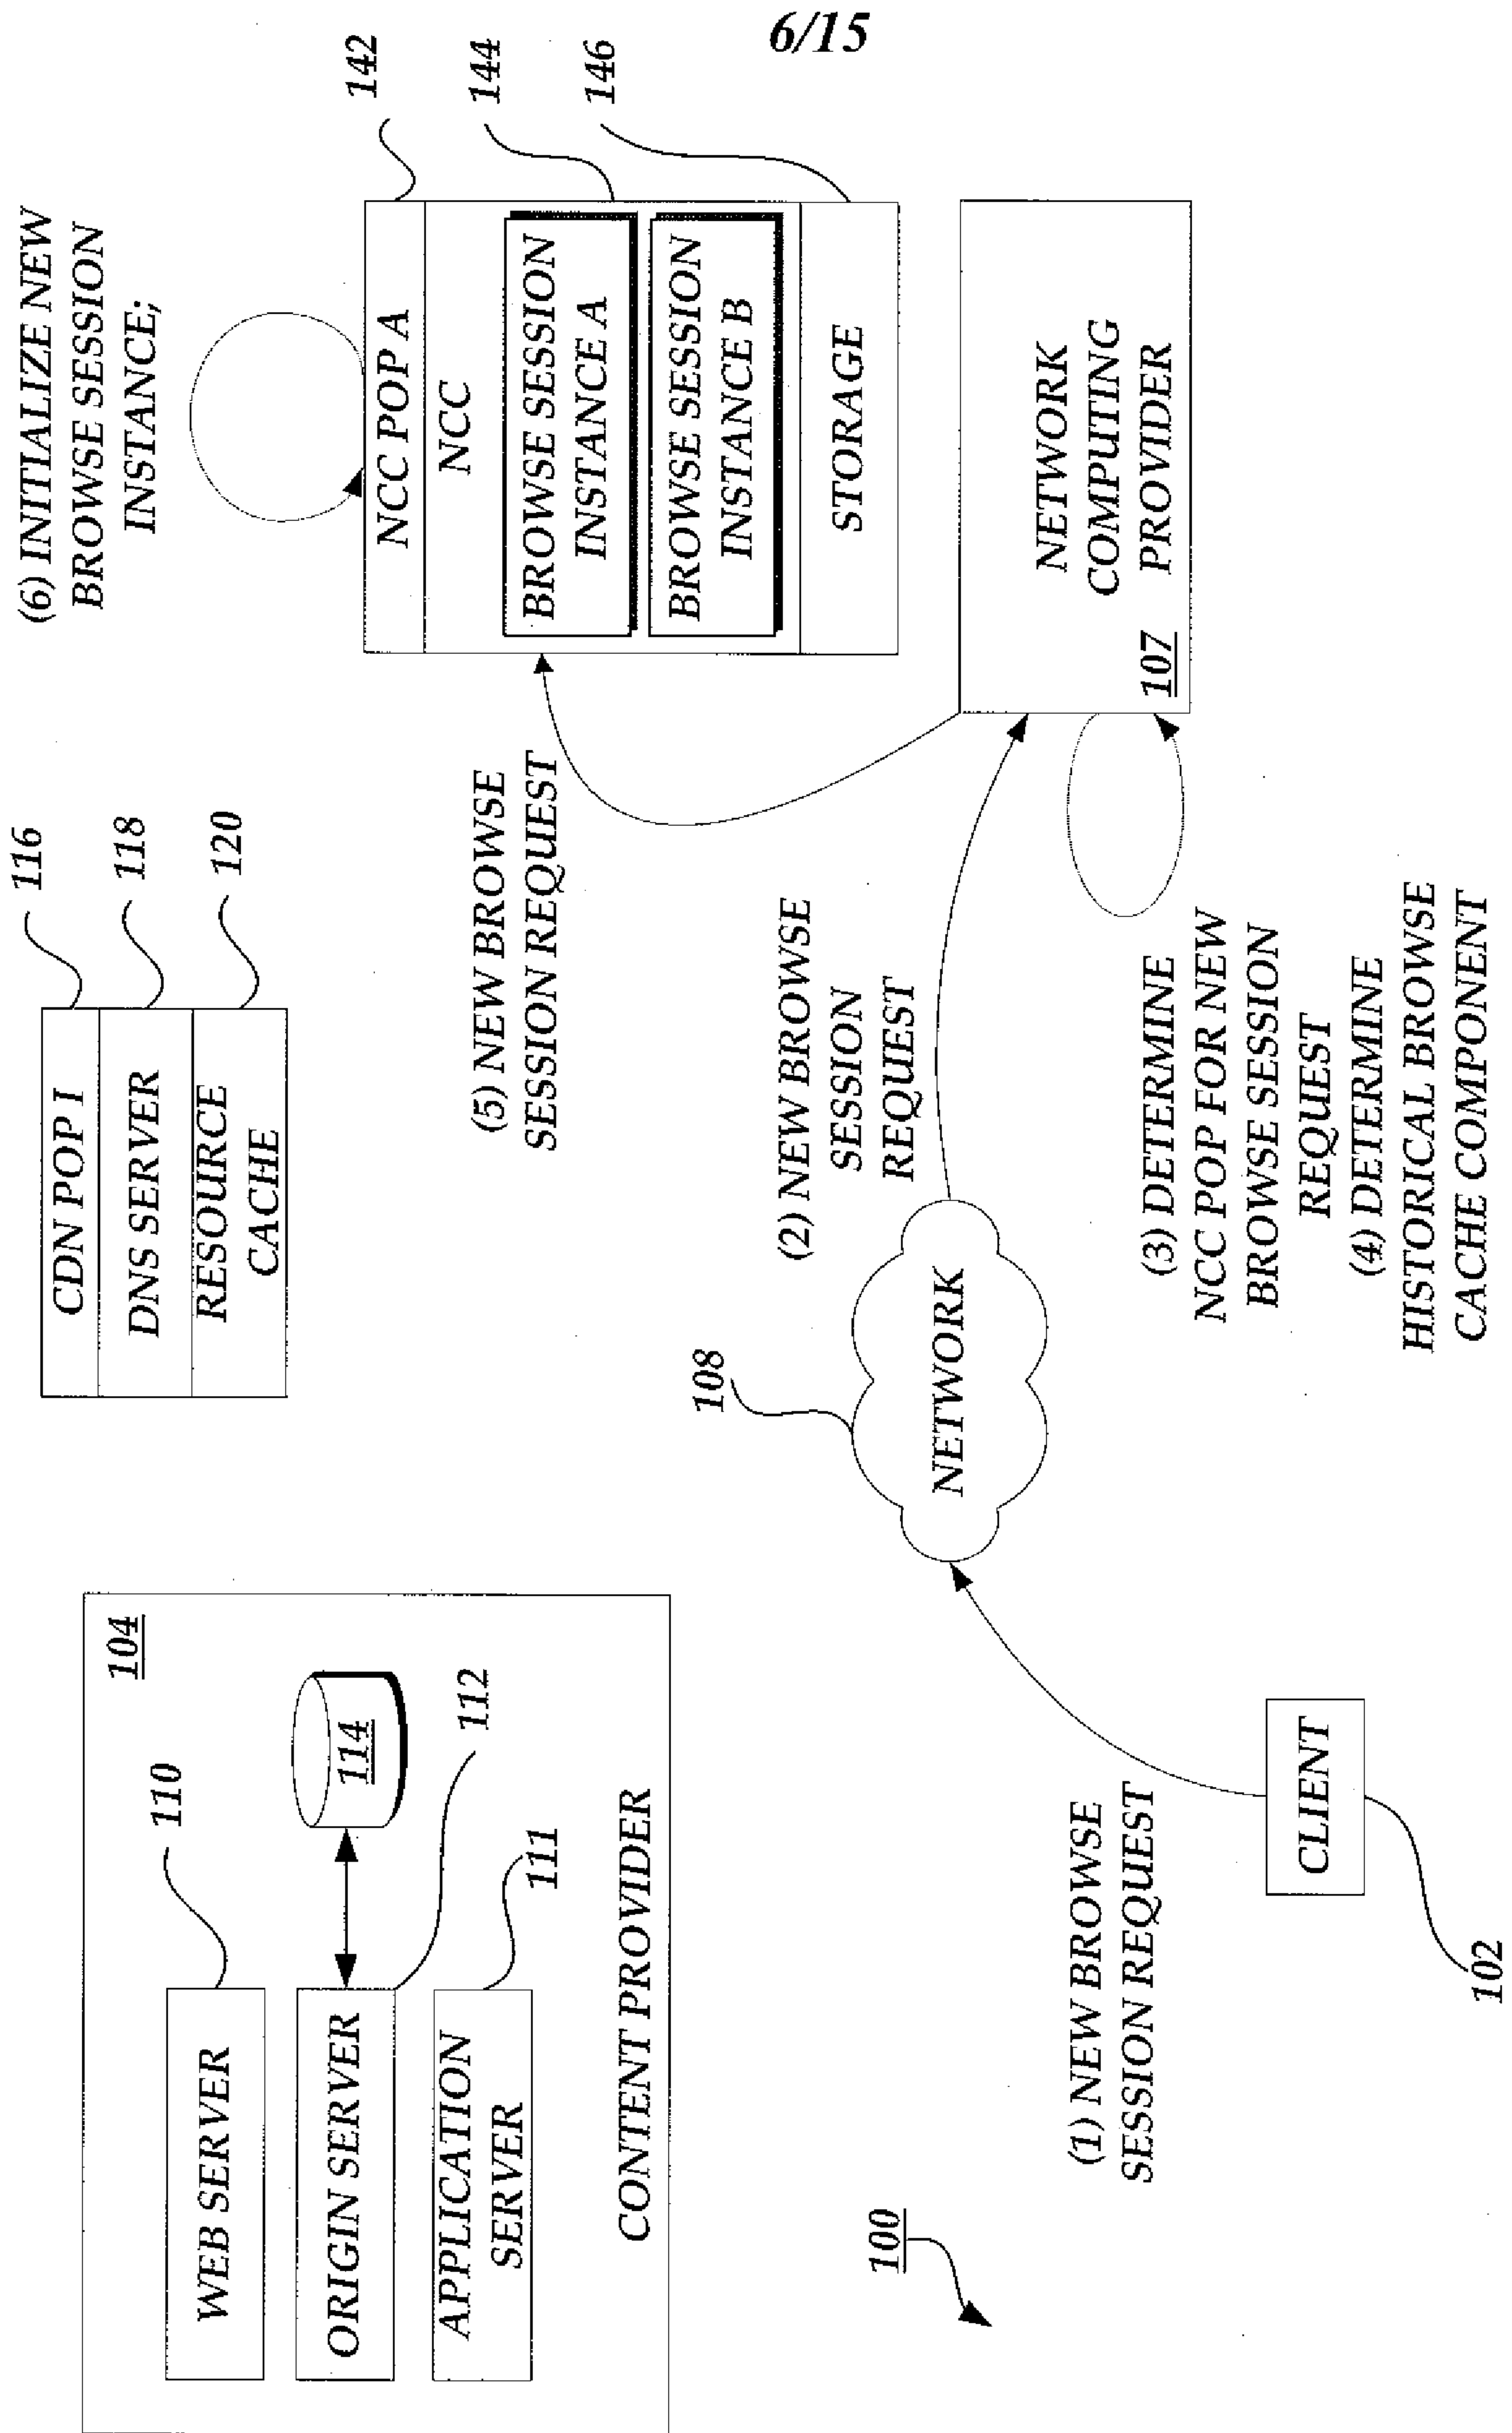 6/15
104
110
WEB SERVER
ORIGIN SERVER
114
112
APPLICATION
SERVER
111
CONTENT PROVIDER
116
CDN POP I
118
DNS SERVER
120
RESOURCE
CACHE
(6) INITIALIZE NEW
BROWSE SESSION
INSTANCE;
142
NCC POP A
144
NCC
BROWSE SESSION
INSTANCE A
BROWSE SESSION
INSTANCE B
146
STORAGE
(5) NEW BROWSE
SESSION REQUEST
NETWORK
COMPUTING
PROVIDER
107
(2) NEW BROWSE
SESSION
REQUEST
108
NETWORK
(3) DETERMINE
NCC POP FOR NEW
BROWSE SESSION
REQUEST
(4) DETERMINE
HISTORICAL BROWSE
CACHE COMPONENT
100
(1) NEW BROWSE
SESSION REQUEST
CLIENT
102